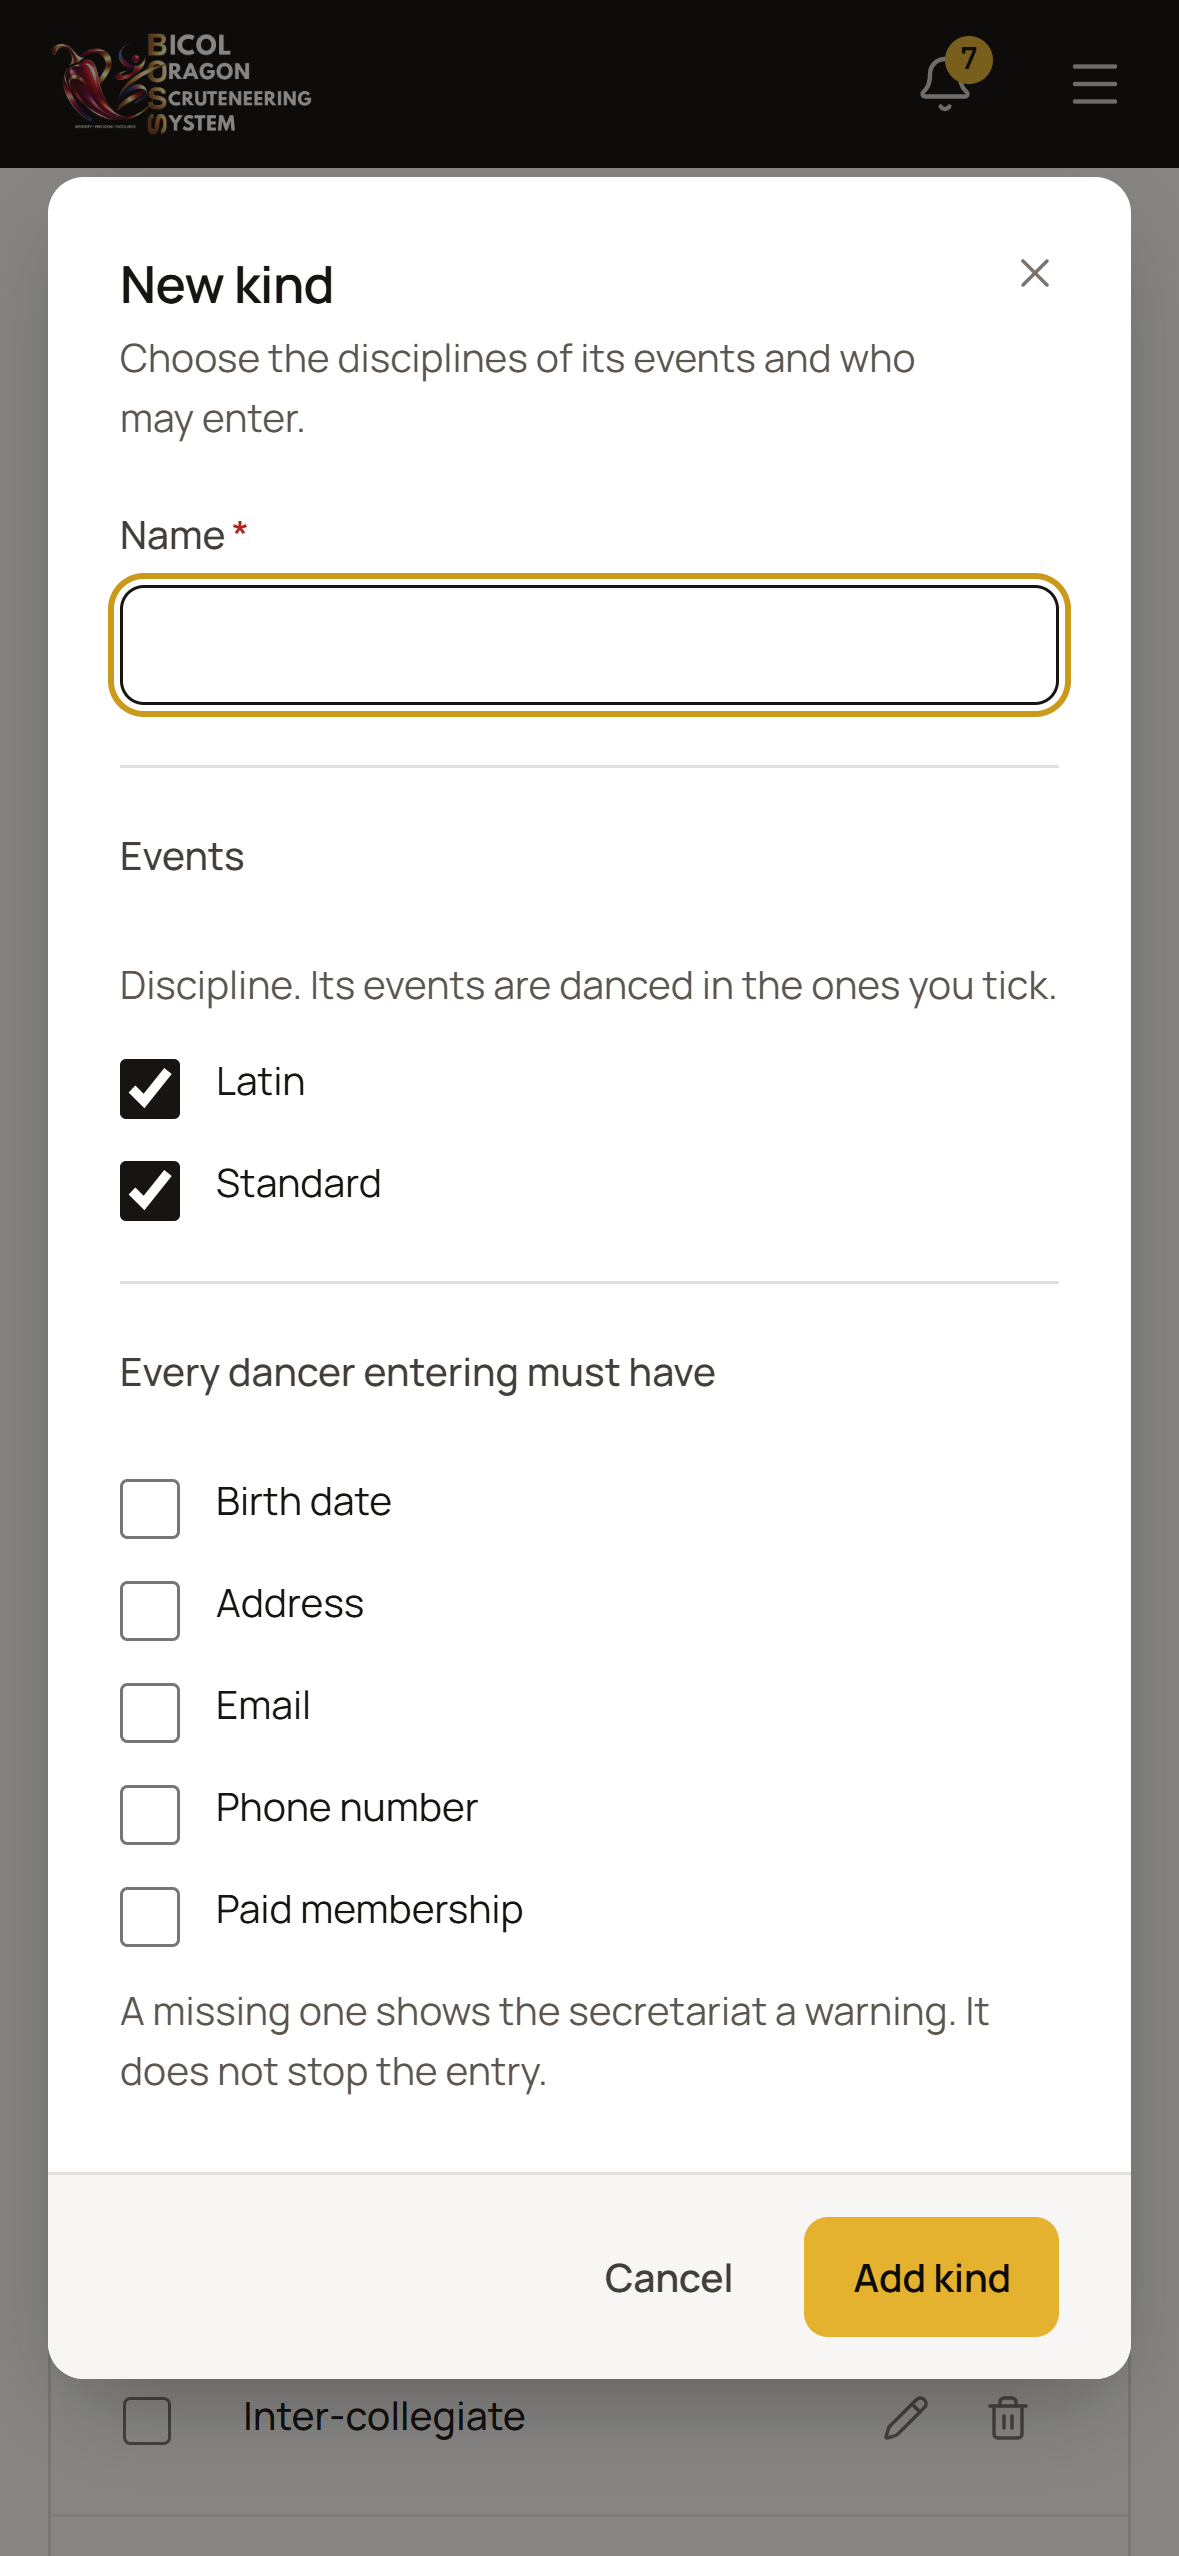 BICOL
ORAGON
SCRUTENEERING
SYSTEM
7
New kind
Choose the disciplines of its events and who
may enter.
Name *
Events
Discipline. Its events are danced in the ones you tick.
Latin
Standard
Every dancer entering must have
Birth date
Address
Email
Phone number
Paid membership
A missing one shows the secretariat a warning. It
does not stop the entry.
Cancel
Add kind
Inter-collegiate